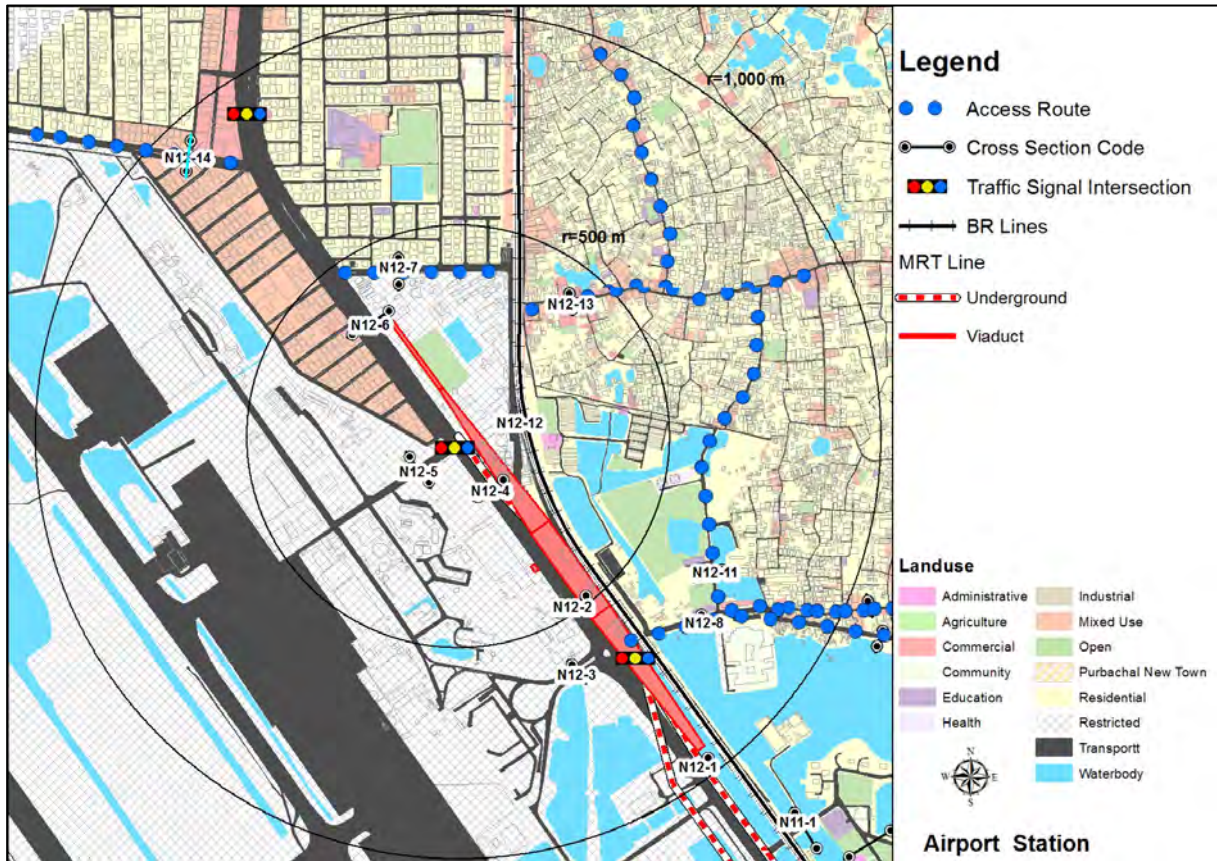 r=1,000 m
N12-14
r=500 m
N12-7
N12-13
N12-6
N12-12
N12-5
N12-4
N12-11
N12-2
N12-8
N12-3
N12-1
N11-1
Legend
Access Route
Cross Section Code
Traffic Signal Intersection
BR Lines
MRT Line
Underground
Viaduct
Landuse
Administrative
Agriculture
Commercial
Community
Education
Health
Industrial
Mixed Use
Open
Purbachal New Town
Residential
Restricted
Transportt
Waterbody
N
W E
S
Airport Station